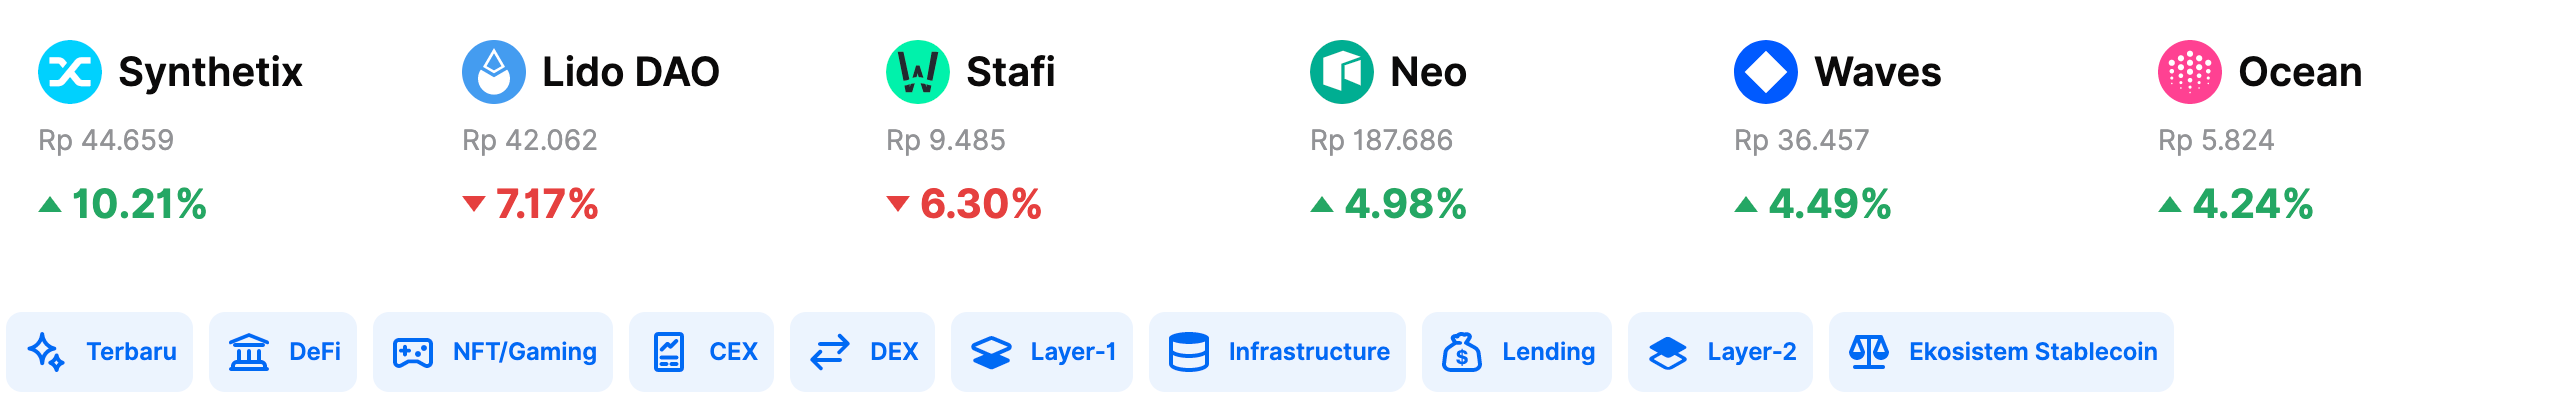 Synthetix
Rp 44.659
10.21%
Lido DAO
Rp 42.062
7.17%
Stafi
Rp 9.485
6.30%
Neo
Rp 187.686
4.98%
Waves
Rp 36.457
4.49%
Ocean
Rp 5.824
4.24%
Terbaru
DeFi
NFT/Gaming
CEX
DEX
Layer-1
Infrastructure
Lending
Layer-2
Ekosistem Stablecoin